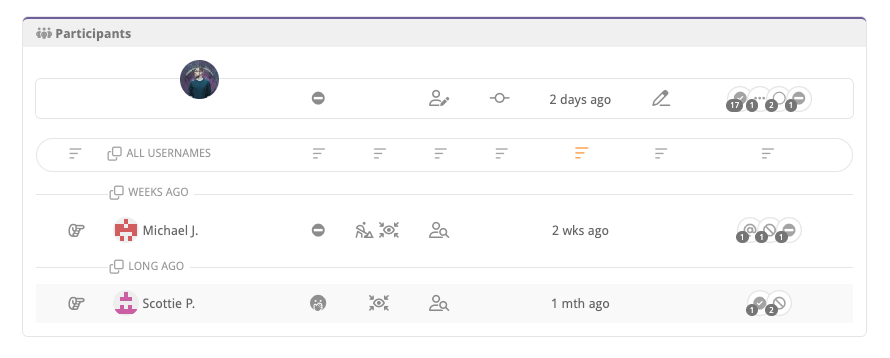 Participants
2 days ago
17 1 2 1
ALL USERNAMES
WEEKS AGO
Michael J.
2 wks ago
1 1 1
LONG AGO
Scottie P.
1 mth ago
1 2